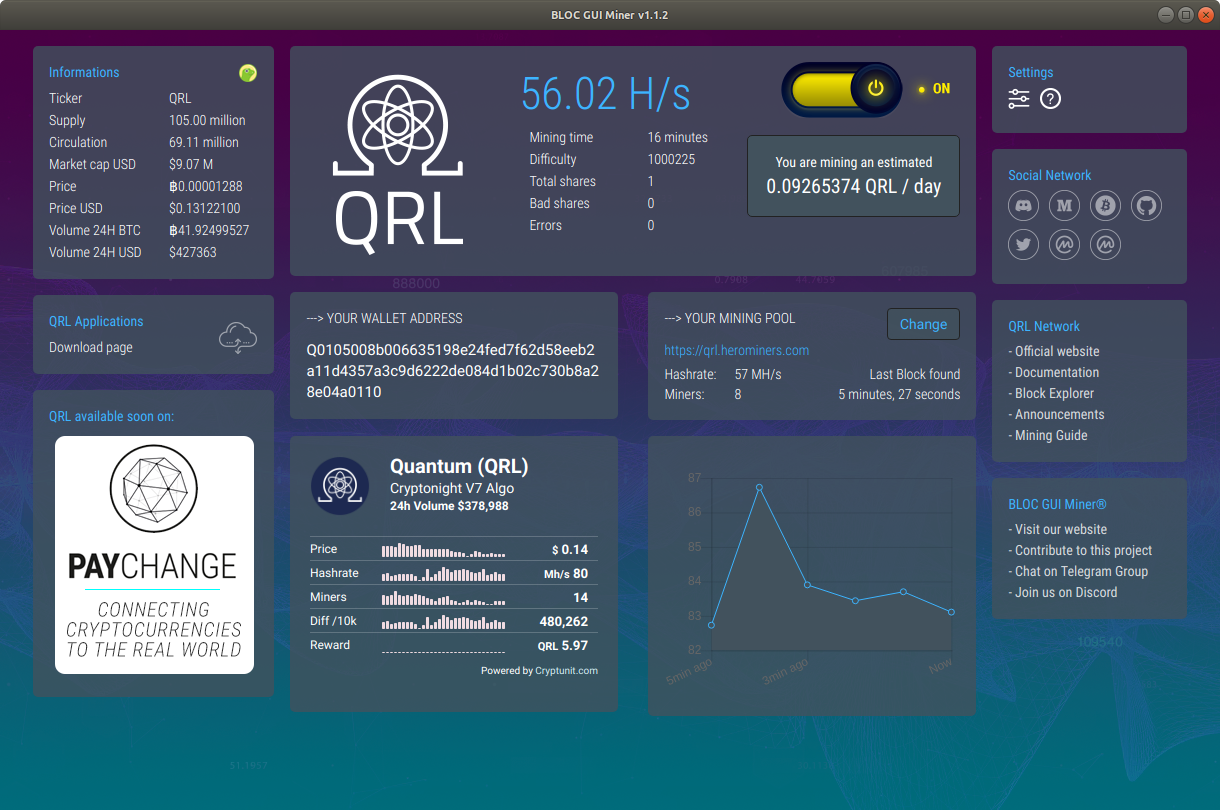 BLOC GUI Miner v1.1.2
Informations
Ticker QRL
Supply 105.00 million
Circulation 69.11 million
Market cap USD $9.07 M
Price ฿0.00001288
Price USD $0.13122100
Volume 24H BTC ฿41.92499527
Volume 24H USD $427363
QRL Applications
Download page
QRL available soon on:
PAYCHANGE
CONNECTING
CRYPTOCURRENCIES
TO THE REAL WORLD
QRL
56.02 H/s
Mining time 16 minutes
Difficulty 1000225
Total shares 1
Bad shares 0
Errors 0
ON
You are mining an estimated
0.09265374 QRL / day
888000
0.7968
---> YOUR WALLET ADDRESS
Q0105008b006635198e24fed7f62d58eeb2
a11d4357a3c9d6222de084d1b02c730b8a2
8e04a0110
---> YOUR MINING POOL
Change
https://qrl.herominers.com
Hashrate: 57 MH/s Last Block found
Miners: 8 5 minutes, 27 seconds
Quantum (QRL)
Cryptonight V7 Algo
24h Volume $378,988
Price $ 0.14
Hashrate Mh/s 80
Miners 14
Diff /10k 480,262
Reward QRL 5.97
Powered by Cryptunit.com
87
86
85
84
83
82
5min ago 3min ago Now
Settings
?
Social Network
M
QRL Network
- Official website
- Documentation
- Block Explorer
- Announcements
- Mining Guide
BLOC GUI Miner®
- Visit our website
- Contribute to this project
- Chat on Telegram Group
- Join us on Discord
109540
51.1957